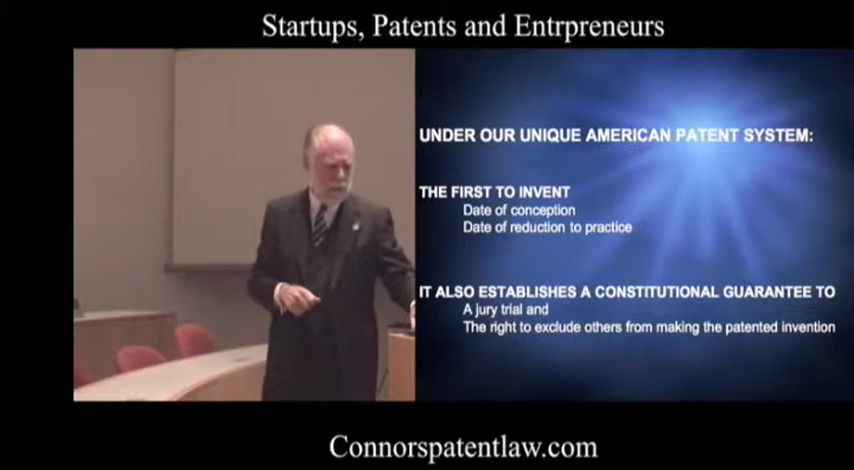 Startups, Patents and Entrpreneurs
UNDER OUR UNIQUE AMERICAN PATENT SYSTEM:
THE FIRST TO INVENT
Date of conception
Date of reduction to practice
IT ALSO ESTABLISHES A CONSTITUTIONAL GUARANTEE TO
A jury trial and
The right to exclude others from making the patented invention
Connorspatentlaw.com